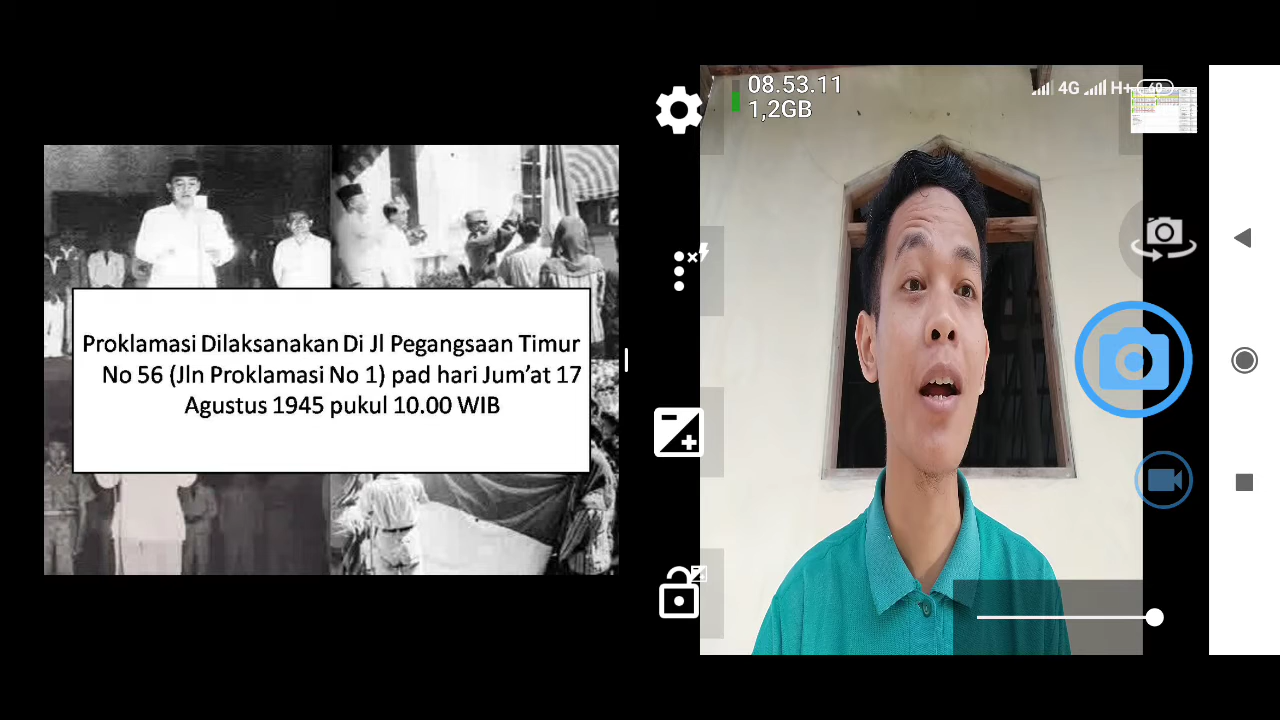 Proklamasi Dilaksanakan Di Jl Pegangsaan Timur
No 56 (Jln Proklamasi No 1) pad hari Jum'at 17
Agustus 1945 pukul 10.00 WIB
08.53.11
1,2GB
4G
H+